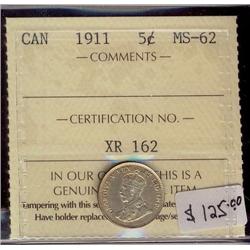 CAN 1911 5¢ MS-62
— COMMENTS —
— CERTIFICATION NO. —
XR 162
IN OUR THIS IS A
GENUIN ITEM
Tampering with this se
Have holder replace
$125.00